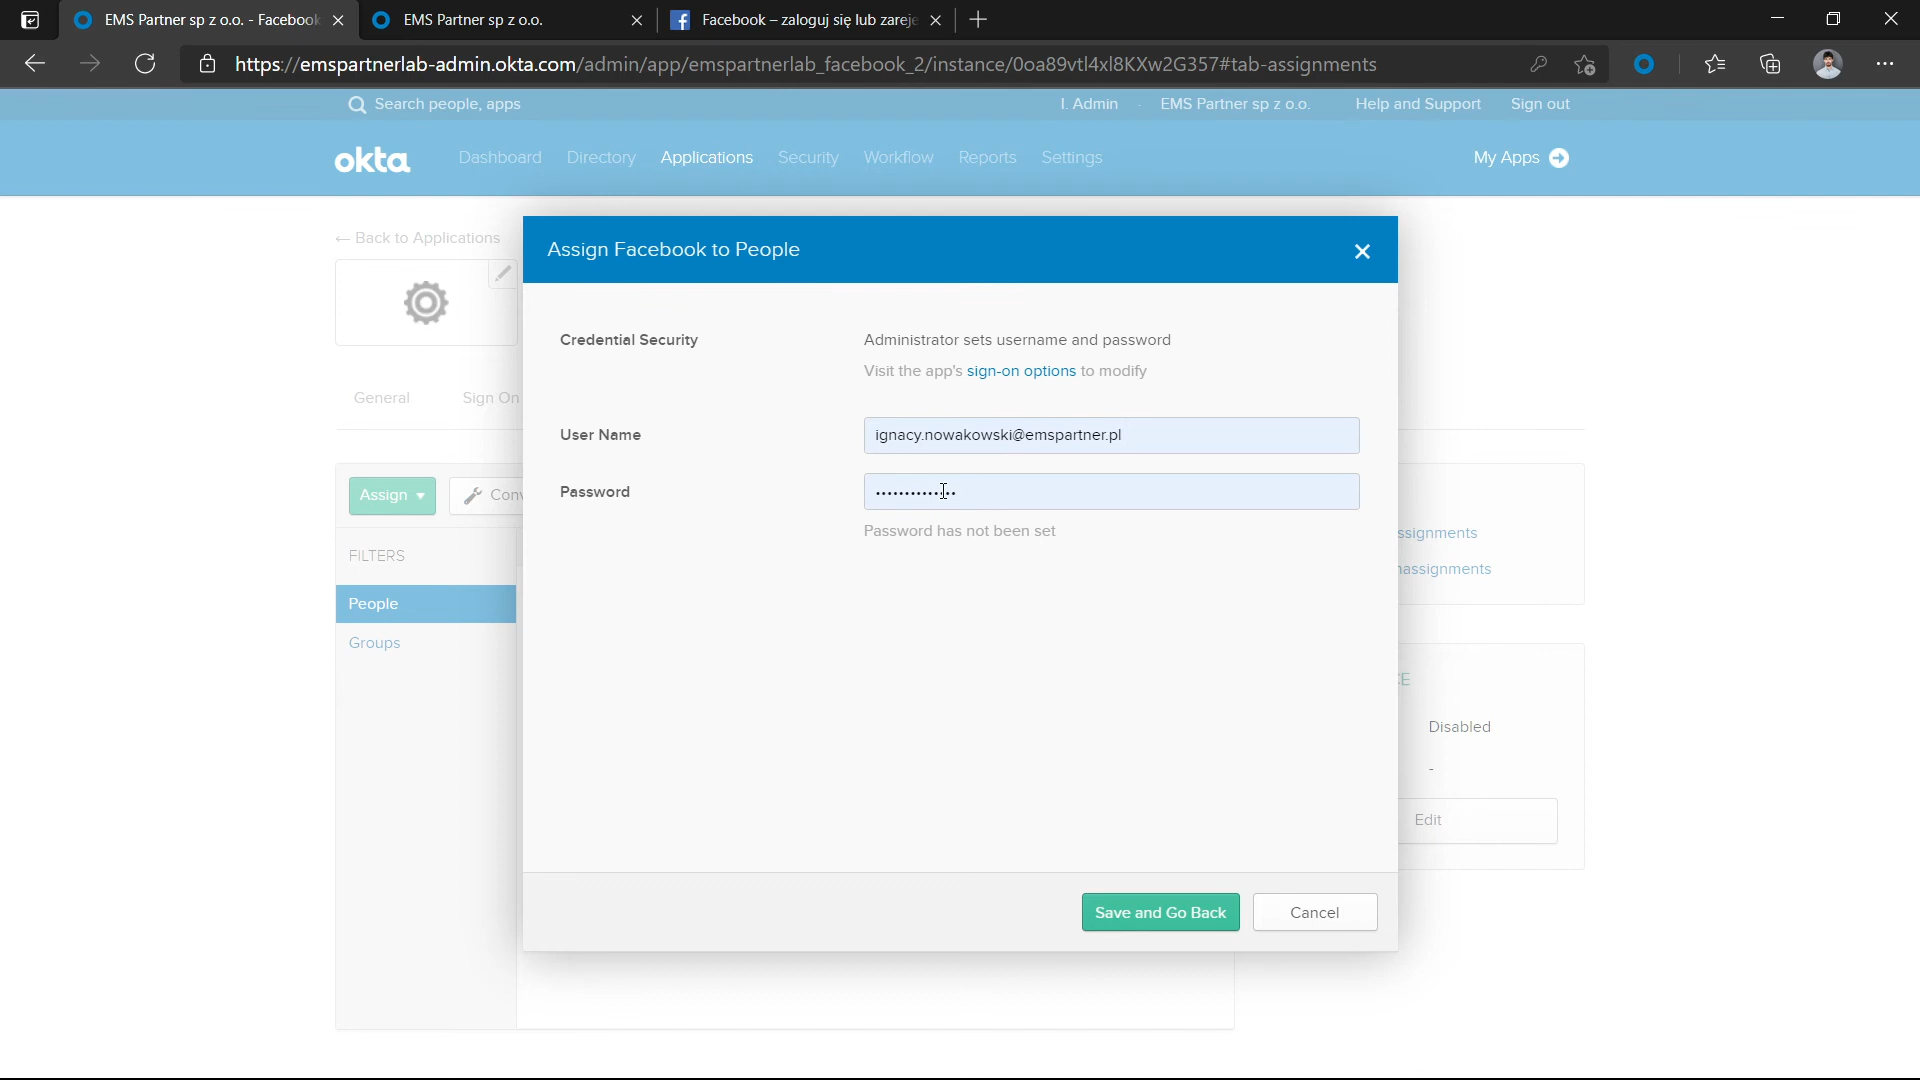 EMS Partner sp z o.o. - Facebook
EMS Partner sp z o.o.
Facebook – zaloguj się lub zareje
https://emspartnerlab-admin.okta.com/admin/app/emspartnerlab_facebook_2/instance/0oa89vtl4xl8KXw2G357#tab-assignments
Search people, apps
I. Admin
EMS Partner sp z o.o.
Help and Support
Sign out
okta
Dashboard
Directory
Applications
Security
Workflow
Reports
Settings
My Apps
← Back to Applications
General
Sign On
Assign
Conv
FILTERS
People
Groups
Assign Facebook to People
Credential Security
Administrator sets username and password
Visit the app's sign-on options to modify
User Name
ignacy.nowakowski@emspartner.pl
Password
••••••••••••••
Password has not been set
Save and Go Back
Cancel
ssignments
nassignments
CE
Disabled
-
Edit